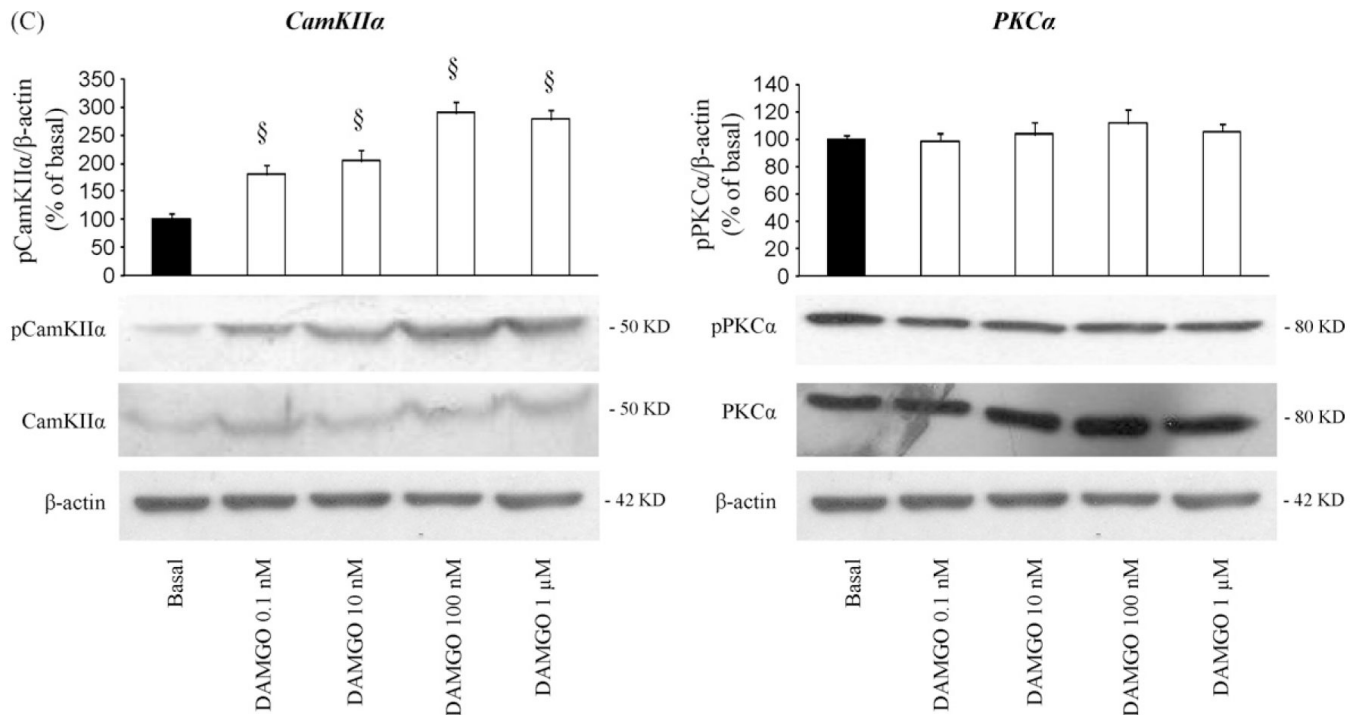 (C)
CamKIIα
pCamKIIα/β-actin
(% of basal)
350
300
250
200
150
100
50
0
§
§
§
§
pCamKIIα
- 50 KD
CamKIIα
- 50 KD
β-actin
- 42 KD
Basal
DAMGO 0.1 nM
DAMGO 10 nM
DAMGO 100 nM
DAMGO 1 µM
PKCα
pPKCα/β-actin
(% of basal)
140
120
100
80
60
40
20
0
pPKCα
- 80 KD
PKCα
- 80 KD
β-actin
- 42 KD
Basal
DAMGO 0.1 nM
DAMGO 10 nM
DAMGO 100 nM
DAMGO 1 µM